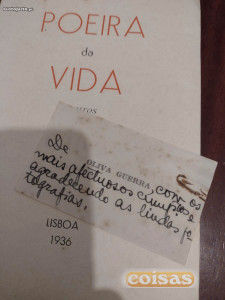 POEIRA
da
VIDA
De
OLIVA GUERRA, com os
mais afectuosos cumprimentos
agradecendo as lindas fo-
tografias.
LISBOA
1936
coisas